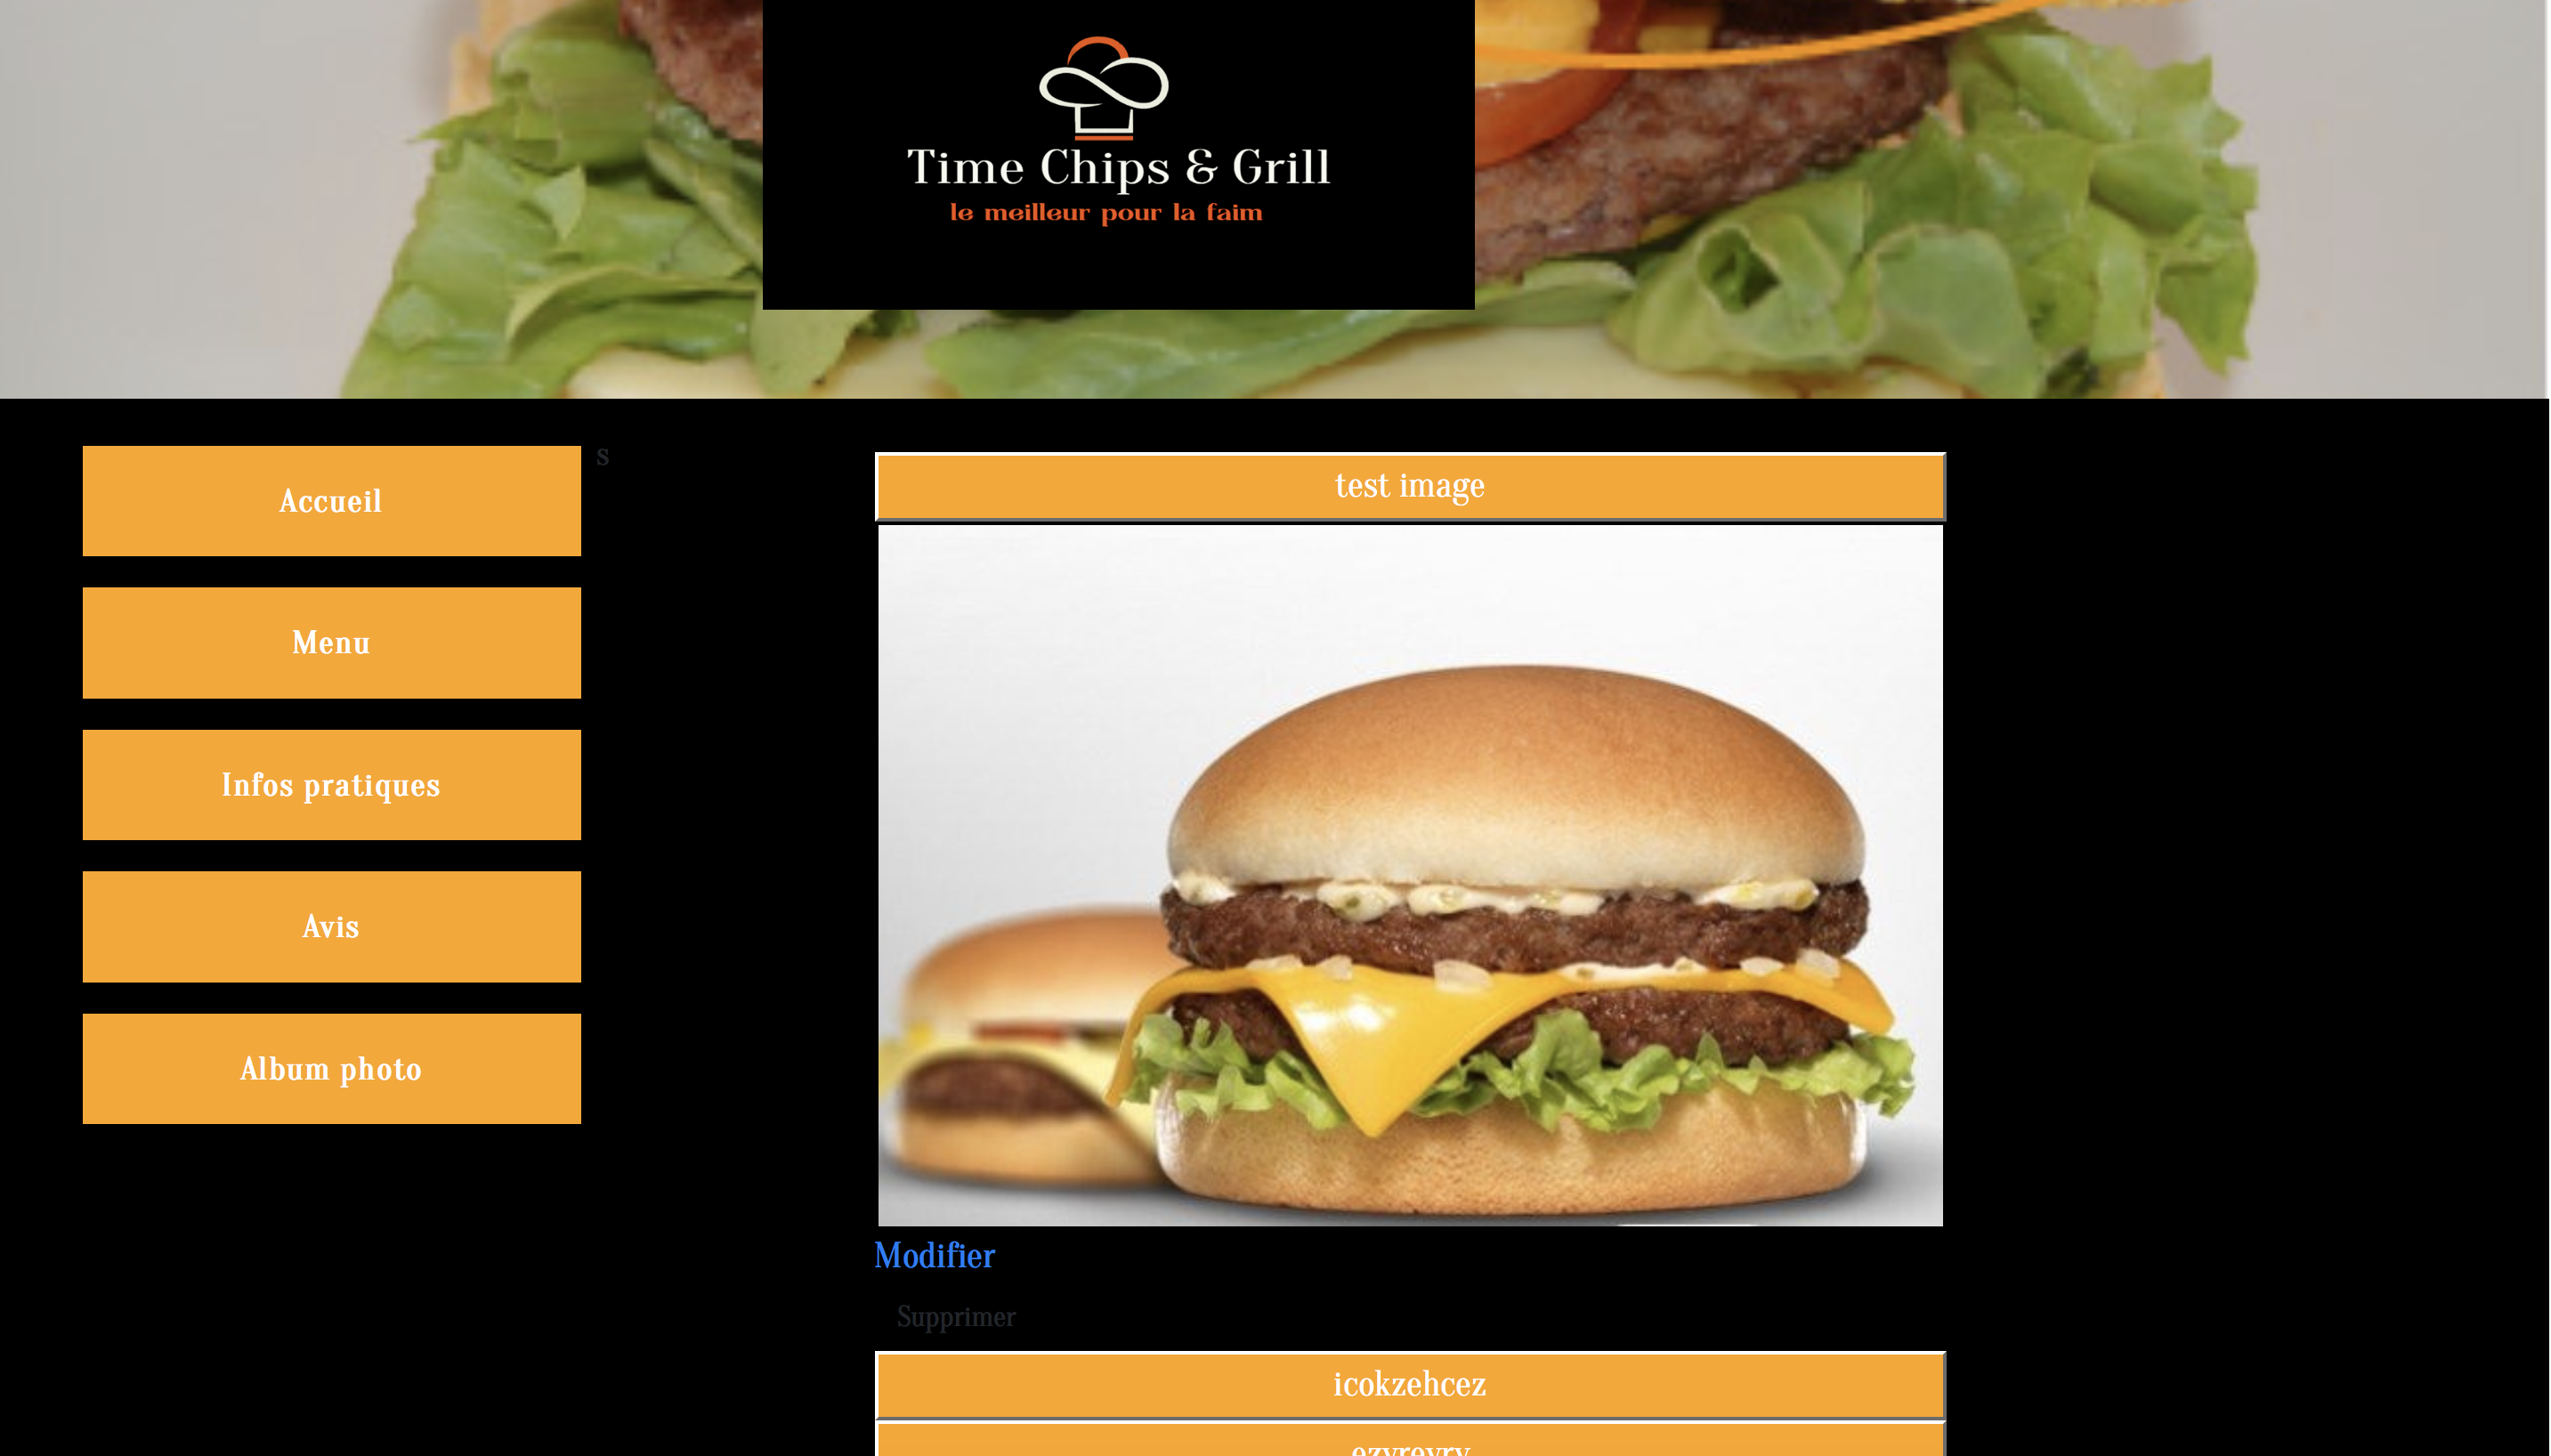 Time Chips & Grill
le meilleur pour la faim
Accueil
s
Menu
Infos pratiques
Avis
Album photo
test image
Modifier
Supprimer
icokzehcez